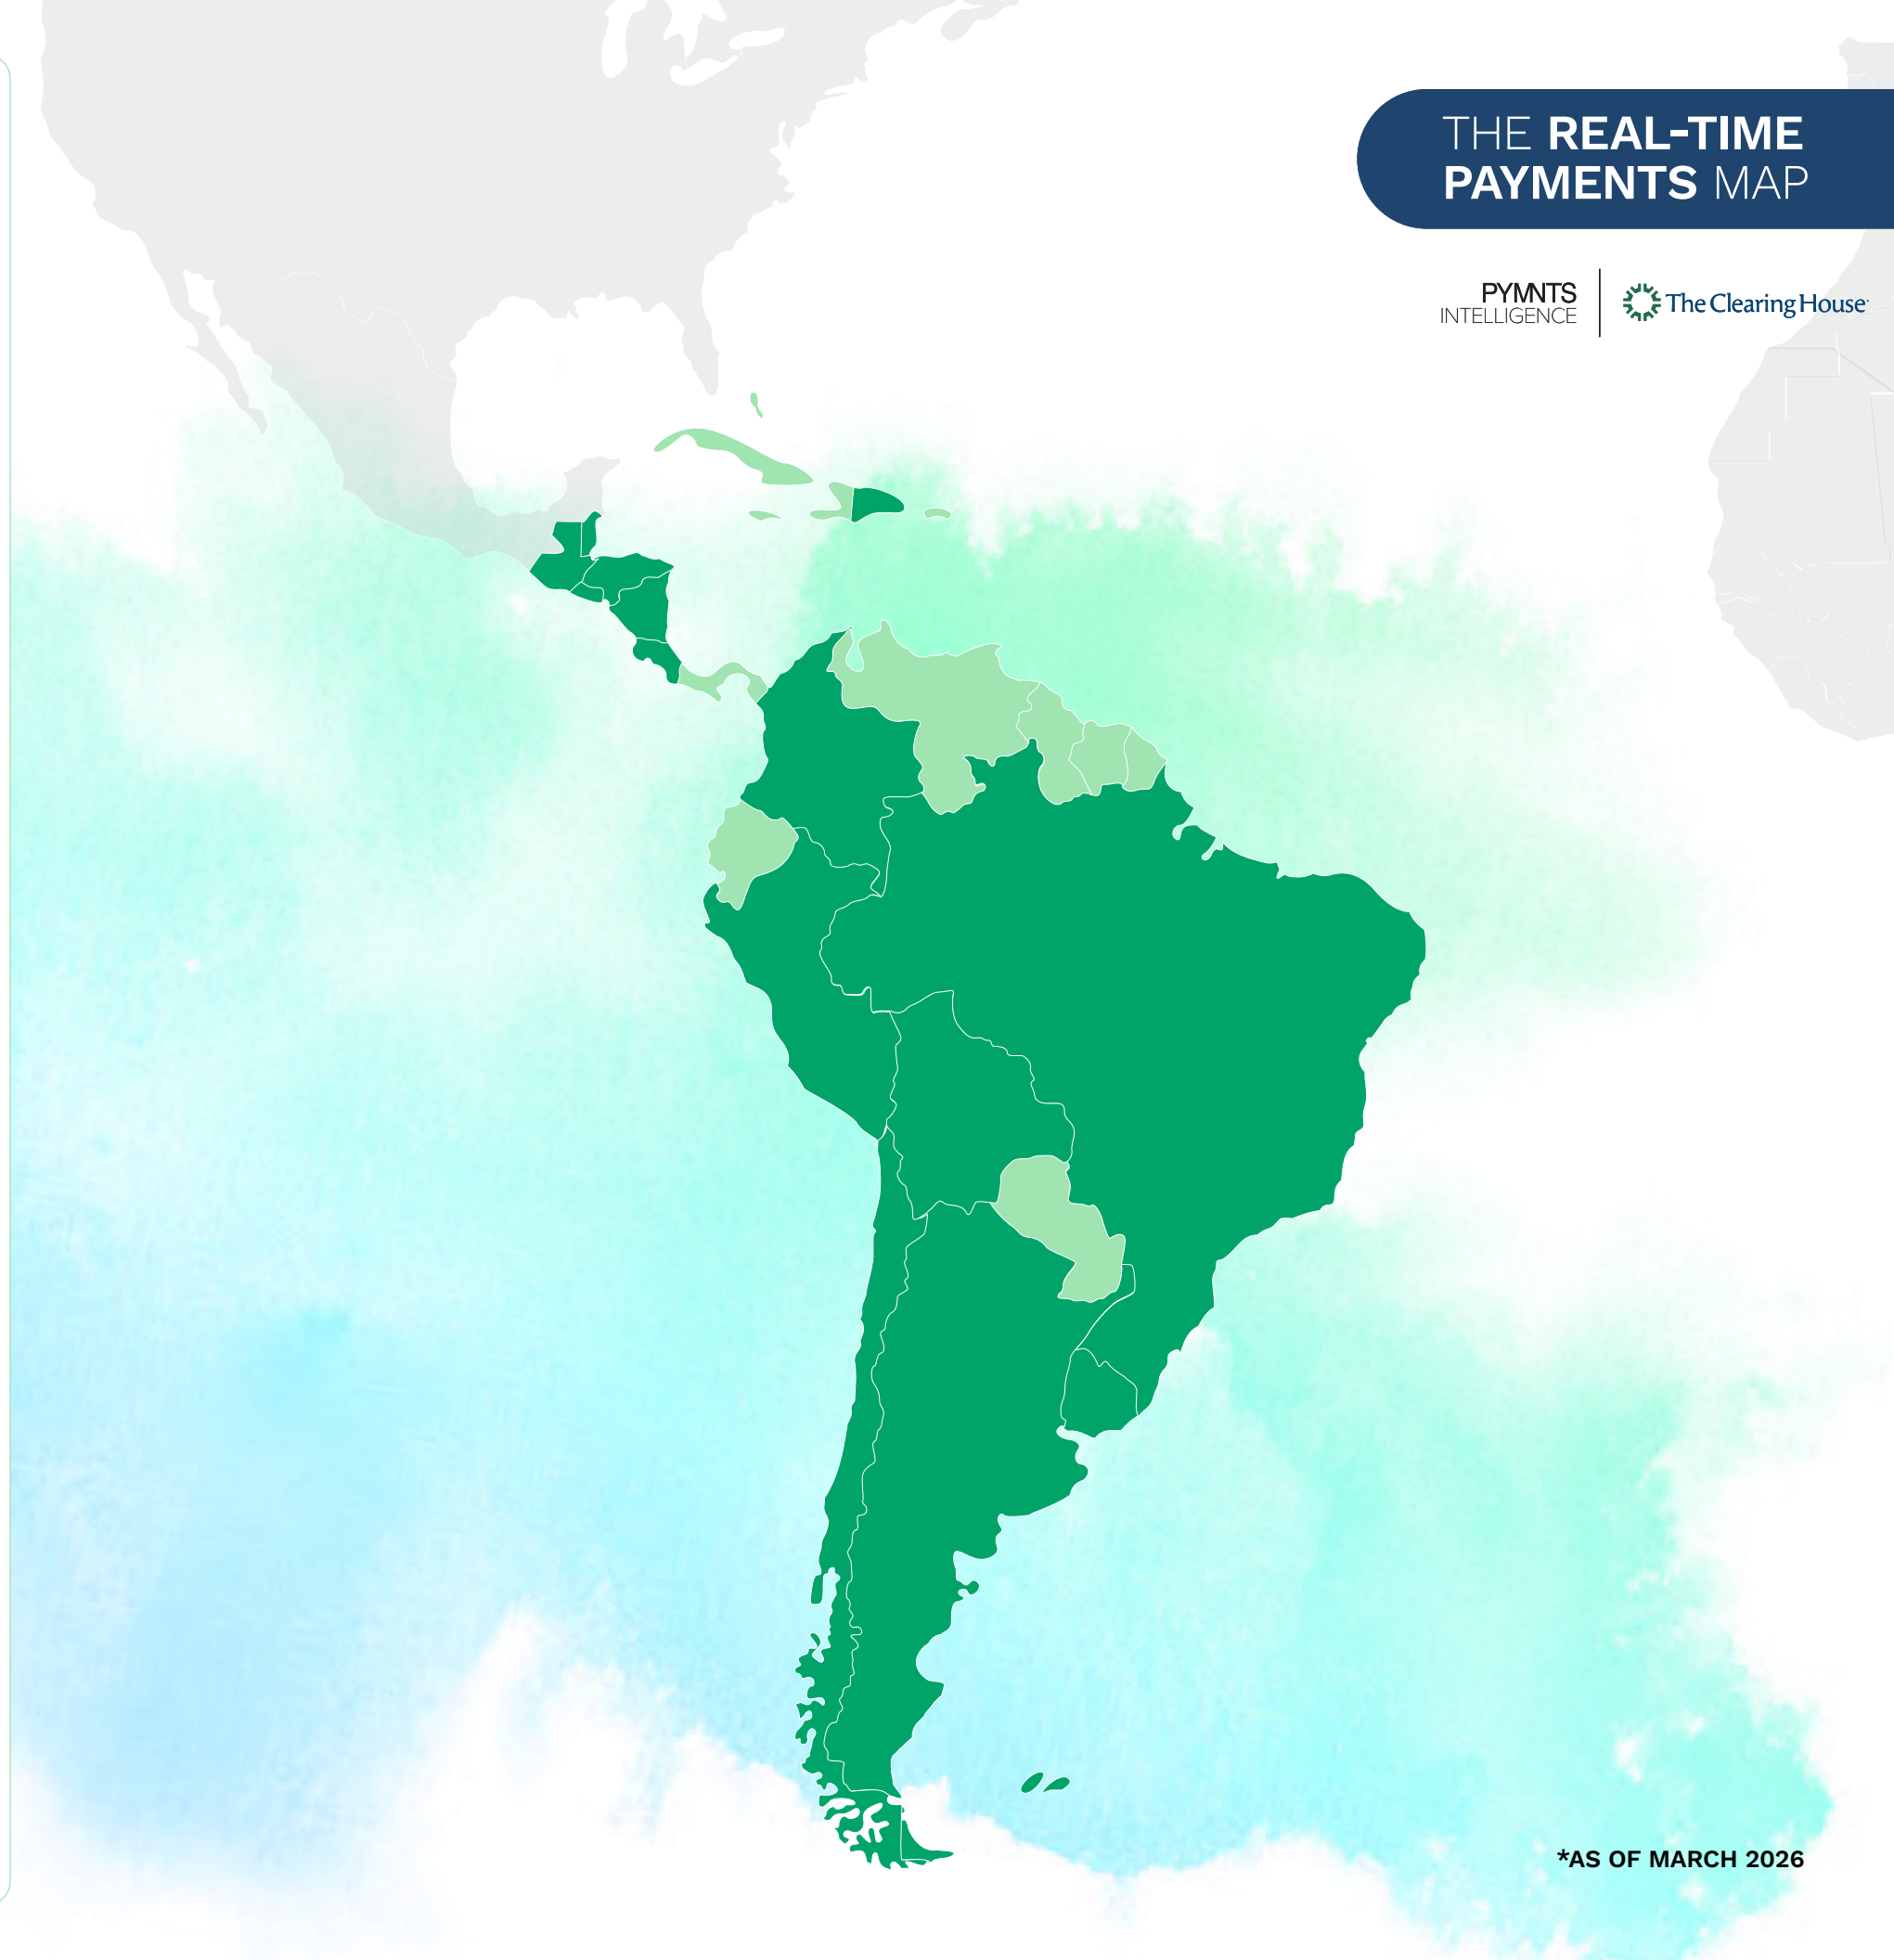 THE REAL-TIME
PAYMENTS MAP
PYMNTS
INTELLIGENCE
The Clearing House
*AS OF MARCH 2026